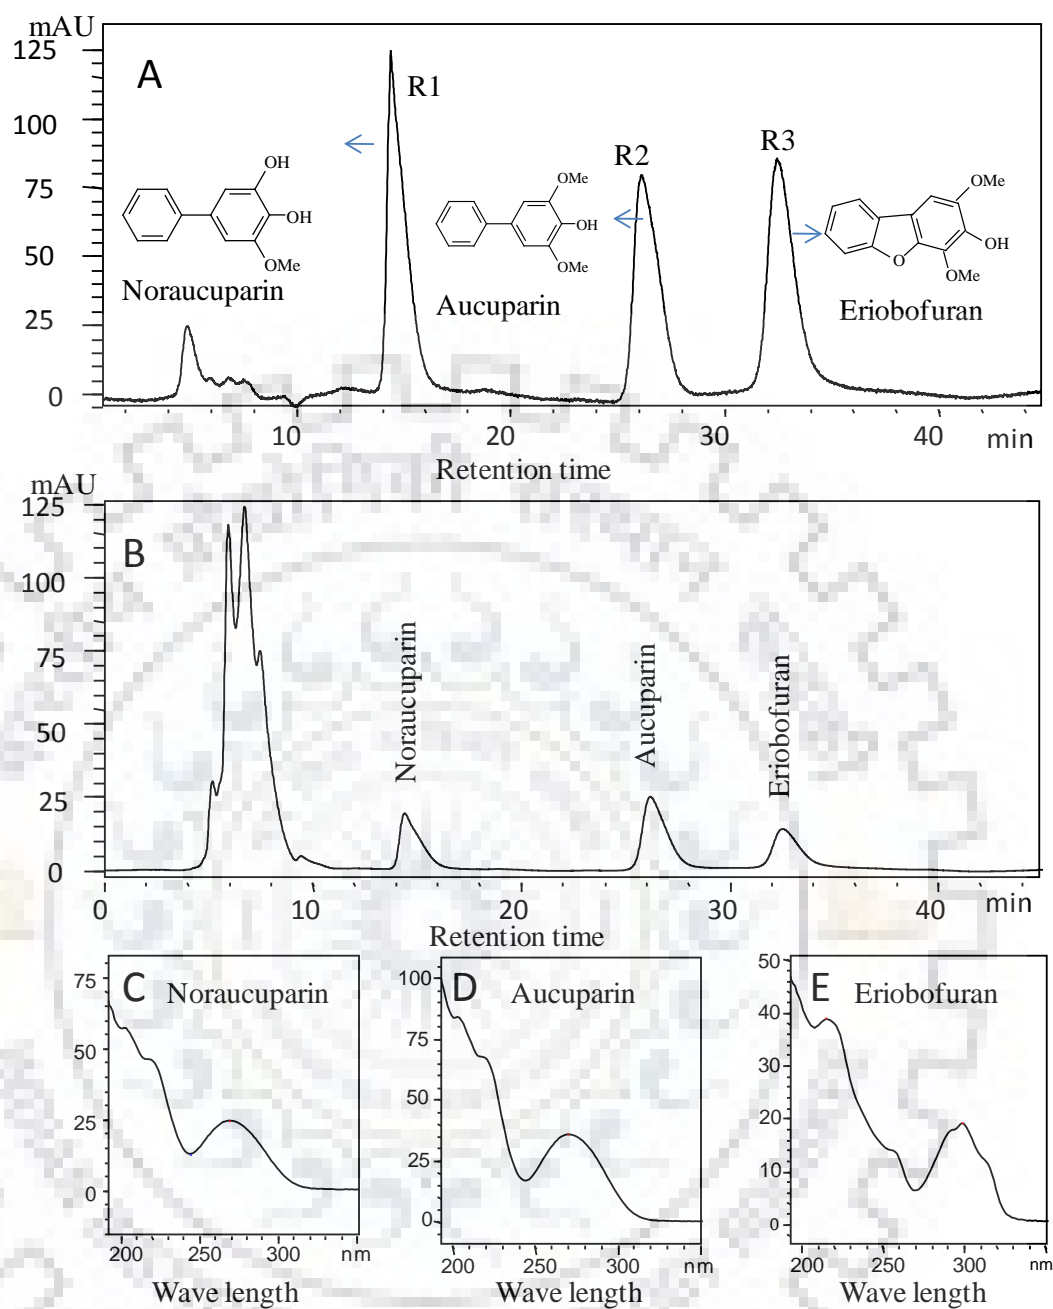 mAU
125
A
R1
100
R2
R3
OH
OMe
OMe
75
OH
OH
OH
50
OMe
OMe
O
OMe
Noraucuparin
Aucuparin
Eriobofuran
25
0
10
20
30
40
min
Retention time
mAU
125
B
100
75
50
25
0
Noraucuparin
Aucuparin
Eriobofuran
0
10
20
30
40
min
Retention time
C
Noraucuparin
75
50
25
0
200
250
300
nm
Wave length
D
Aucuparin
100
75
50
25
0
200
250
300
nm
Wave length
E
Eriobofuran
50
40
30
20
10
0
200
250
300
nm
Wave length